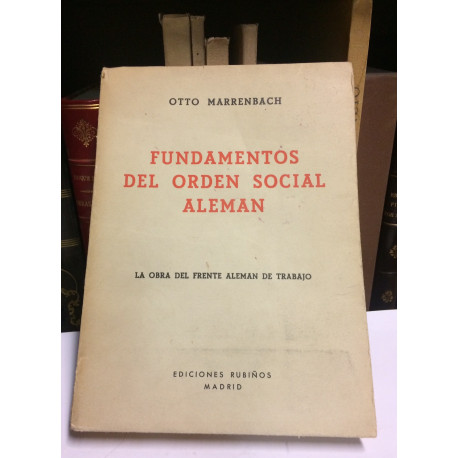 OTTO MARRENBACH
FUNDAMENTOS
DEL ORDEN SOCIAL
ALEMAN
LA OBRA DEL FRENTE ALEMAN DE TRABAJO
EDICIONES RUBIÑOS
MADRID